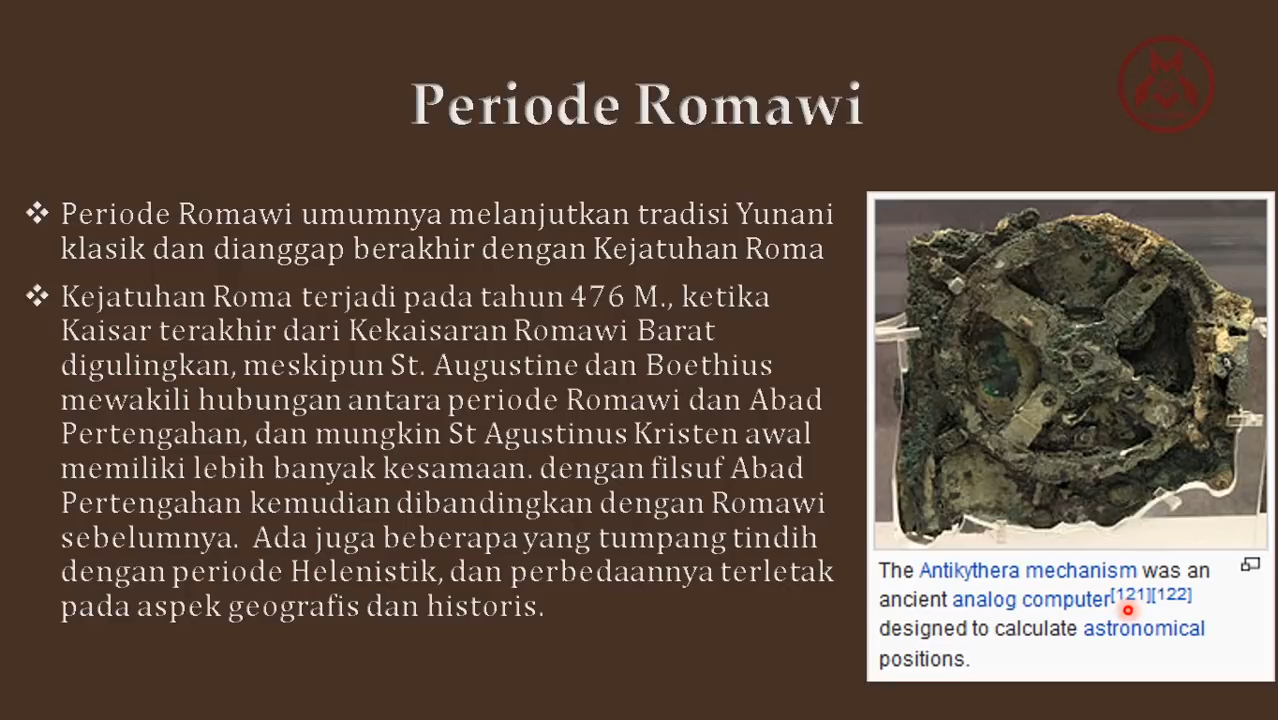 Periode Romawi
❖ Periode Romawi umumnya melanjutkan tradisi Yunani
klasik dan dianggap berakhir dengan Kejatuhan Roma
❖ Kejatuhan Roma terjadi pada tahun 476 M., ketika
Kaisar terakhir dari Kekaisaran Romawi Barat
digulingkan, meskipun St. Augustine dan Boethius
mewakili hubungan antara periode Romawi dan Abad
Pertengahan, dan mungkin St Agustinus Kristen awal
memiliki lebih banyak kesamaan. dengan filsuf Abad
Pertengahan kemudian dibandingkan dengan Romawi
sebelumnya.  Ada juga beberapa yang tumpang tindih
dengan periode Helenistik, dan perbedaannya terletak
pada aspek geografis dan historis.
The Antikythera mechanism was an
ancient analog computer[121][122]
designed to calculate astronomical
positions.